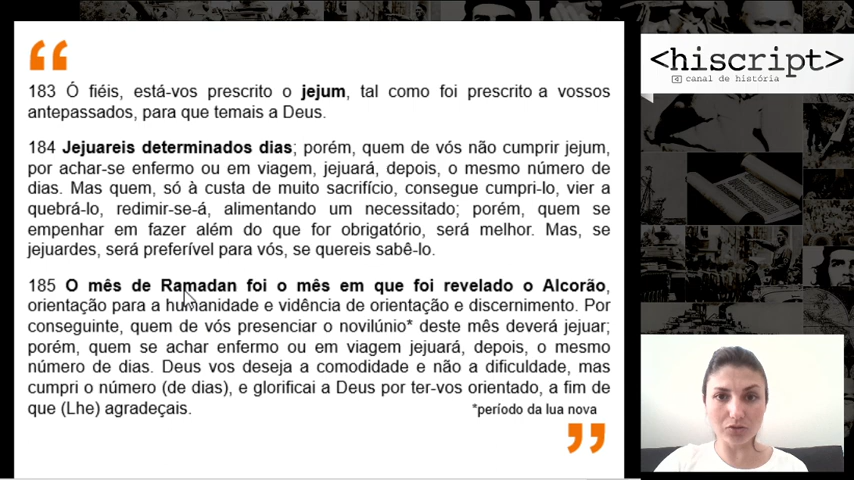 <hiscript>
canal de história
183 Ó fiéis, está-vos prescrito o jejum, tal como foi prescrito a vossos
antepassados, para que temais a Deus.
184 Jejuareis determinados dias; porém, quem de vós não cumprir jejum,
por achar-se enfermo ou em viagem, jejuará, depois, o mesmo número de
dias. Mas quem, só à custa de muito sacrifício, consegue cumpri-lo, vier a
quebrá-lo, redimir-se-á, alimentando um necessitado; porém, quem se
empenhar em fazer além do que for obrigatório, será melhor. Mas, se
jejuardes, será preferível para vós, se quereis sabê-lo.
185 O mês de Ramadan foi o mês em que foi revelado o Alcorão,
orientação para a humanidade e vidência de orientação e discernimento. Por
conseguinte, quem de vós presenciar o novilúnio* deste mês deverá jejuar;
porém, quem se achar enfermo ou em viagem jejuará, depois, o mesmo
número de dias. Deus vos deseja a comodidade e não a dificuldade, mas
cumpri o número (de dias), e glorificai a Deus por ter-vos orientado, a fim de
que (Lhe) agradeçais.
*período da lua nova